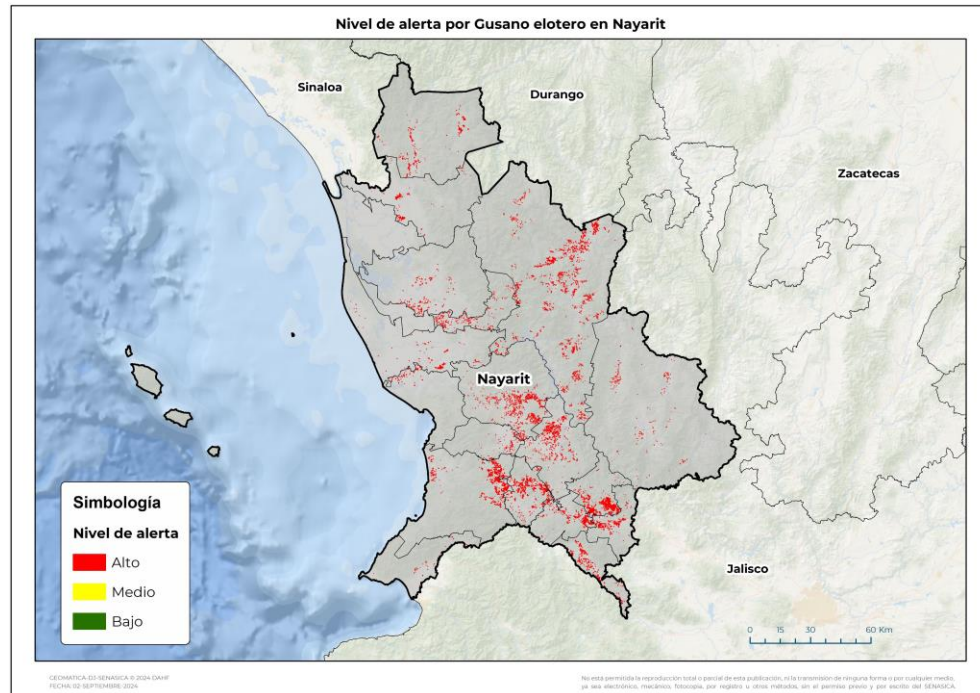 Nivel de alerta por Gusano elotero en Nayarit
Sinaloa
Durango
Zacatecas
Nayarit
Jalisco
Simbología
Nivel de alerta
Alto
Medio
Bajo
0 15 30 60 Km
GEOMATICA-DJ-SENASICA © 2024 DAHF
FECHA: 02-SEPTIEMBRE-2024
No está permitida la reproducción total o parcial de esta publicación, ni la transmisión de ninguna forma o por cualquier medio,
ya sea electrónico, mecánico, fotocopia, por registro u otros métodos, sin el permiso previo y por escrito del SENASICA.